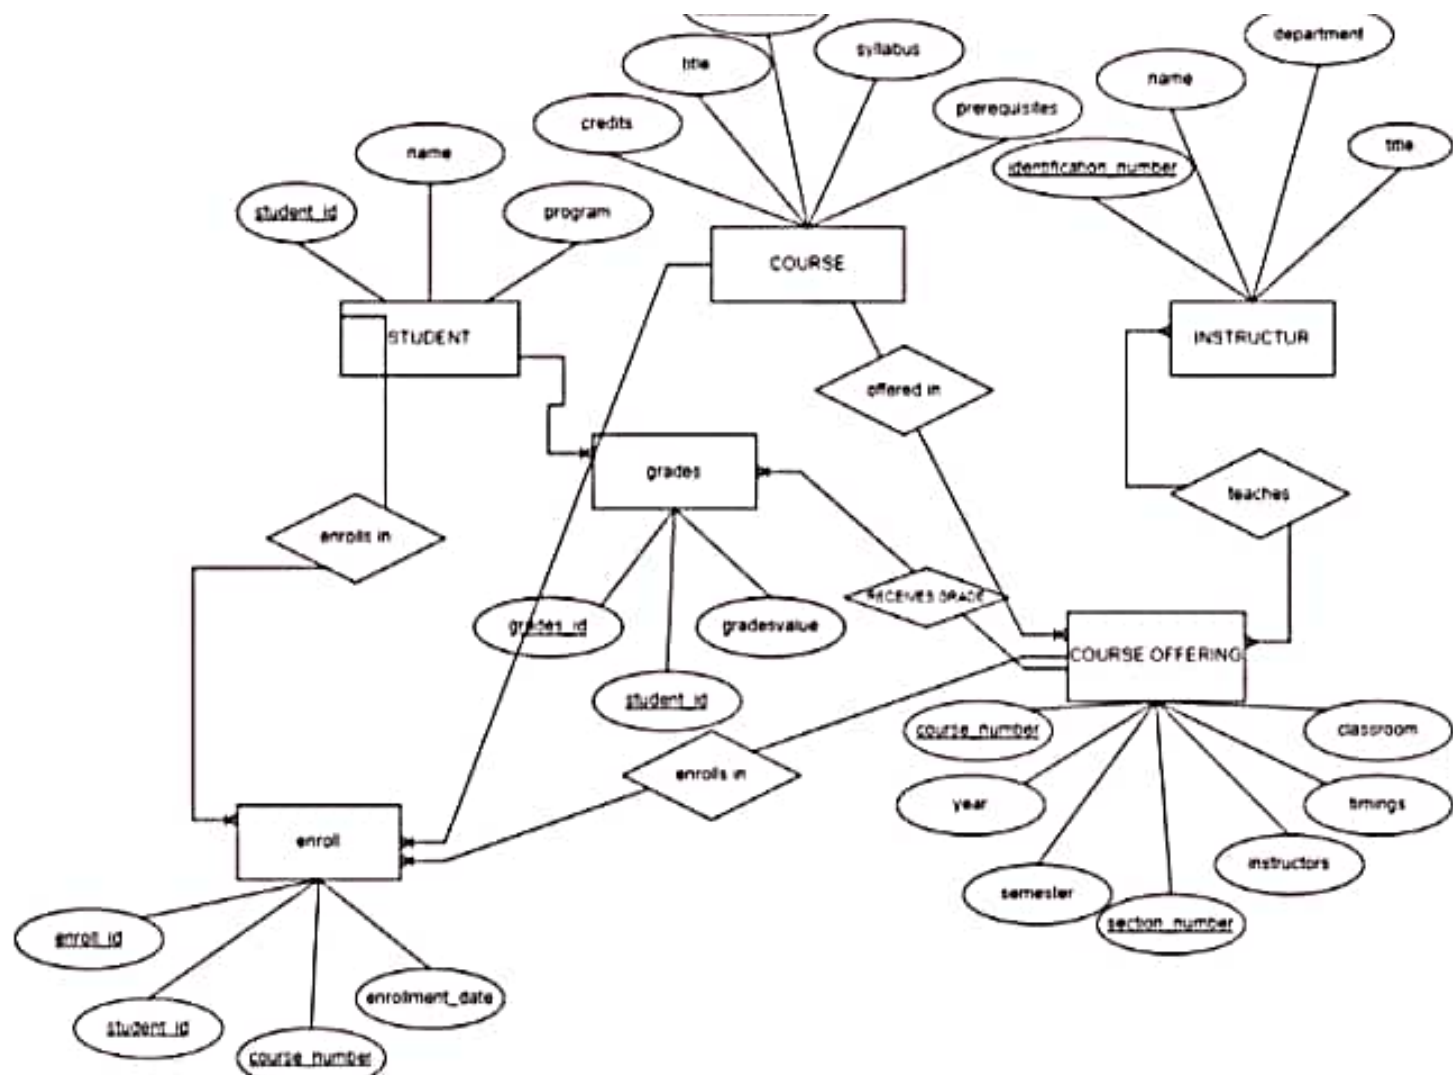 department
syllabus
title
name
prerequisites
credits
title
name
identification_number
student_id
program
COURSE
STUDENT
INSTRUCTUR
offered in
grades
teaches
enrolls in
RECEIVES GRADE
grades_id
gradesvalue
COURSE OFFERING
student_id
course_number
classroom
enrolls in
year
timings
enroll
instructors
semester
section_number
enroll_id
enrollment_date
student_id
course_number